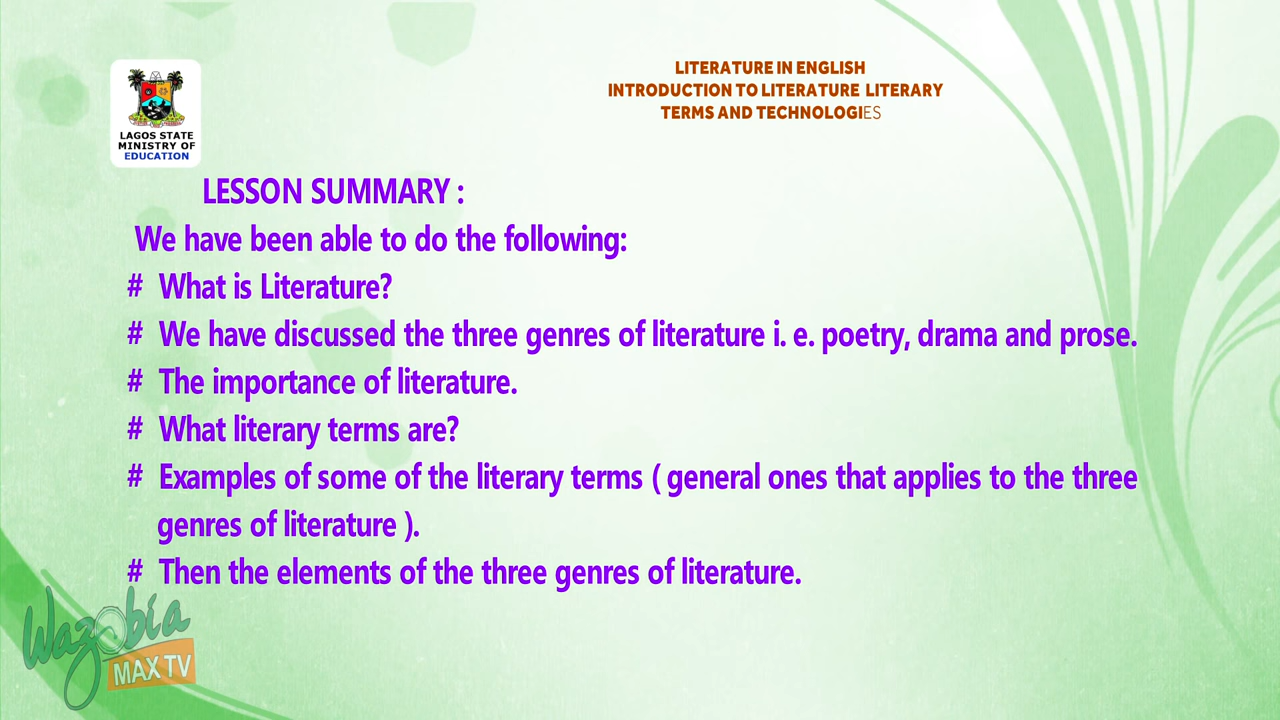 LAGOS STATE
MINISTRY OF
EDUCATION
LITERATURE IN ENGLISH
INTRODUCTION TO LITERATURE LITERARY
TERMS AND TECHNOLOGIES
LESSON SUMMARY :
We have been able to do the following:
# What is Literature?
# We have discussed the three genres of literature i. e. poetry, drama and prose.
# The importance of literature.
# What literary terms are?
# Examples of some of the literary terms ( general ones that applies to the three
genres of literature ).
# Then the elements of the three genres of literature.
Wazobia
MAX TV